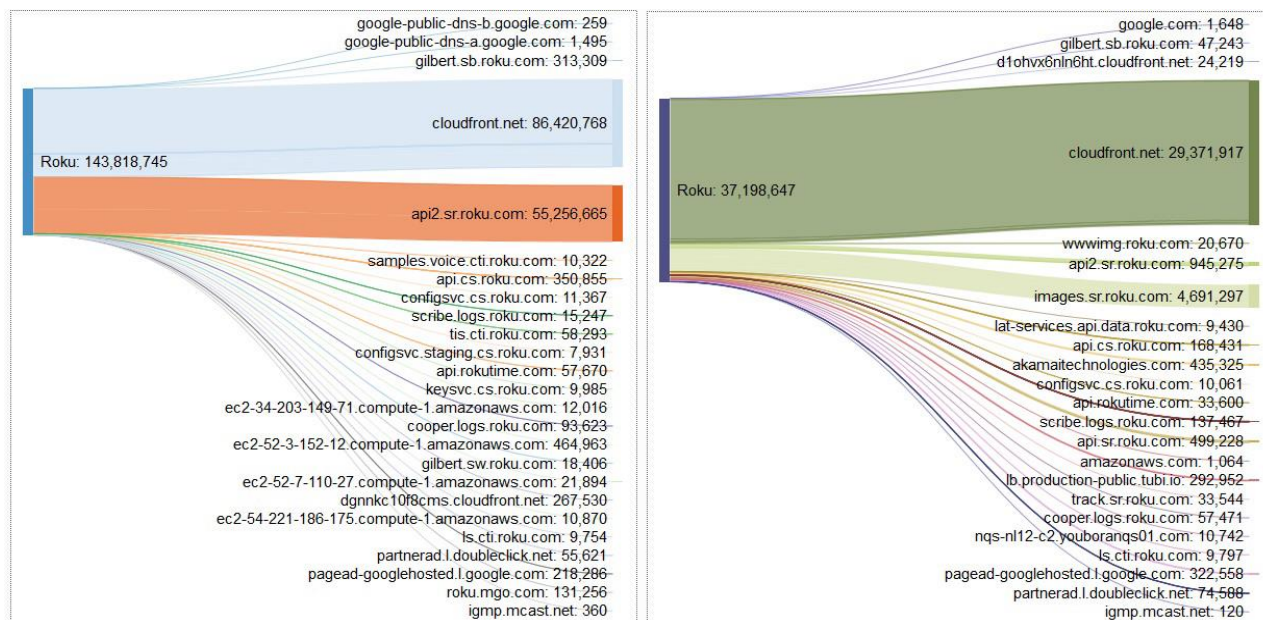 google-public-dns-b.google.com: 259
google-public-dns-a.google.com: 1,495
gilbert.sb.roku.com: 313,309
cloudfront.net: 86,420,768
Roku: 143,818,745
api2.sr.roku.com: 55,256,665
samples.voice.cti.roku.com: 10,322
api.cs.roku.com: 350,855
configsvc.cs.roku.com: 11,367
scribe.logs.roku.com: 15,247
tis.cti.roku.com: 58,293
configsvc.staging.cs.roku.com: 7,931
api.rokutime.com: 57,670
keysvc.cs.roku.com: 9,985
ec2-34-203-149-71.compute-1.amazonaws.com: 12,016
cooper.logs.roku.com: 93,623
ec2-52-3-152-12.compute-1.amazonaws.com: 464,963
gilbert.sw.roku.com: 18,406
ec2-52-7-110-27.compute-1.amazonaws.com: 21,894
dgnnkc10f8cms.cloudfront.net: 267,530
ec2-54-221-186-175.compute-1.amazonaws.com: 10,870
ls.cti.roku.com: 9,754
partnerad.l.doubleclick.net: 55,621
pagead-googlehosted.l.google.com: 218,286
roku.mgo.com: 131,256
igmp.mcast.net: 360
google.com: 1,648
gilbert.sb.roku.com: 47,243
d1ohvx6nln6ht.cloudfront.net: 24,219
cloudfront.net: 29,371,917
Roku: 37,198,647
wwwimg.roku.com: 20,670
api2.sr.roku.com: 945,275
images.sr.roku.com: 4,691,297
lat-services.api.data.roku.com: 9,430
api.cs.roku.com: 168,431
akamaitechnologies.com: 435,325
configsvc.cs.roku.com: 10,061
api.rokutime.com: 33,600
scribe.logs.roku.com: 137,467
api.sr.roku.com: 499,228
amazonaws.com: 1,064
lb.production-public.tubi.io: 292,952
track.sr.roku.com: 33,544
cooper.logs.roku.com: 57,471
nqs-nl12-c2.youboranqs01.com: 10,742
ls.cti.roku.com: 9,797
pagead-googlehosted.l.google.com: 322,558
partnerad.l.doubleclick.net: 74,588
igmp.mcast.net: 120